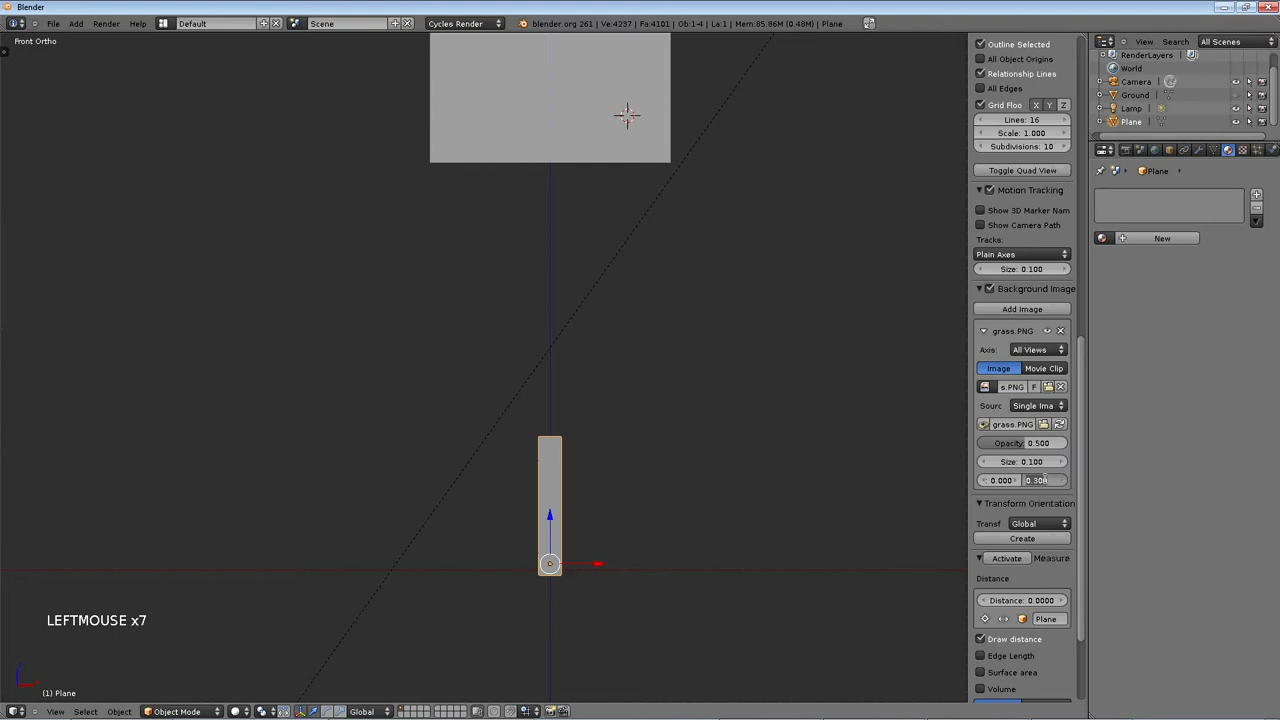 Blender
File Add Render Help Default Scene Cycles Render blender.org 261 | Ve:4237 | Fa:4101 | Ob:1-4 | La:1 | Mem:85.86M (0.48M) | Plane
Front Ortho
Outline Selected
All Object Origins
Relationship Lines
All Edges
Grid Floo X Y Z
Lines: 16
Scale: 1.000
Subdivisions: 10
Toggle Quad View
Motion Tracking
Show 3D Marker Nam
Show Camera Path
Tracks:
Plain Axes
Size: 0.100
Background Image
Add Image
grass.PNG
Axis: All Views
Image Movie Clip
s.PNG F
Sourc Single Ima
grass.PNG
Opacity: 0.500
Size: 0.100
: 0.000 0.300
Transform Orientation
Transf Global
Create
Activate Measure
Distance
Distance: 0.0000
Plane
Draw distance
Edge Length
Surface area
Volume
View Search All Scenes
RenderLayers
World
Camera
Ground
Lamp
Plane
Plane
New
LEFTMOUSE x7
(1) Plane
View Select Object Object Mode Global